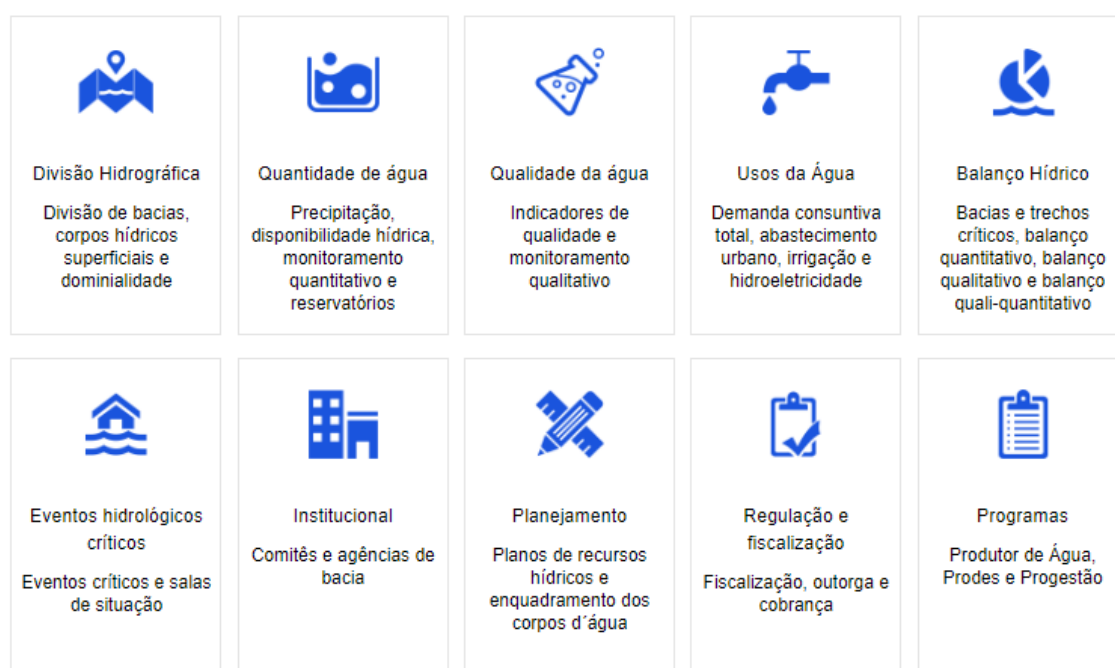 Divisão Hidrográfica
Divisão de bacias,
corpos hídricos
superficiais e
dominialidade
Quantidade de água
Precipitação,
disponibilidade hídrica,
monitoramento
quantitativo e
reservatórios
Qualidade da água
Indicadores de
qualidade e
monitoramento
qualitativo
Usos da Água
Demanda consuntiva
total, abastecimento
urbano, irrigação e
hidroeletricidade
Balanço Hídrico
Bacias e trechos
críticos, balanço
quantitativo, balanço
qualitativo e balanço
quali-quantitativo
Eventos hidrológicos
críticos
Eventos críticos e salas
de situação
Institucional
Comitês e agências de
bacia
Planejamento
Planos de recursos
hídricos e
enquadramento dos
corpos d´água
Regulação e
fiscalização
Fiscalização, outorga e
cobrança
Programas
Produtor de Água,
Prodes e Progestão